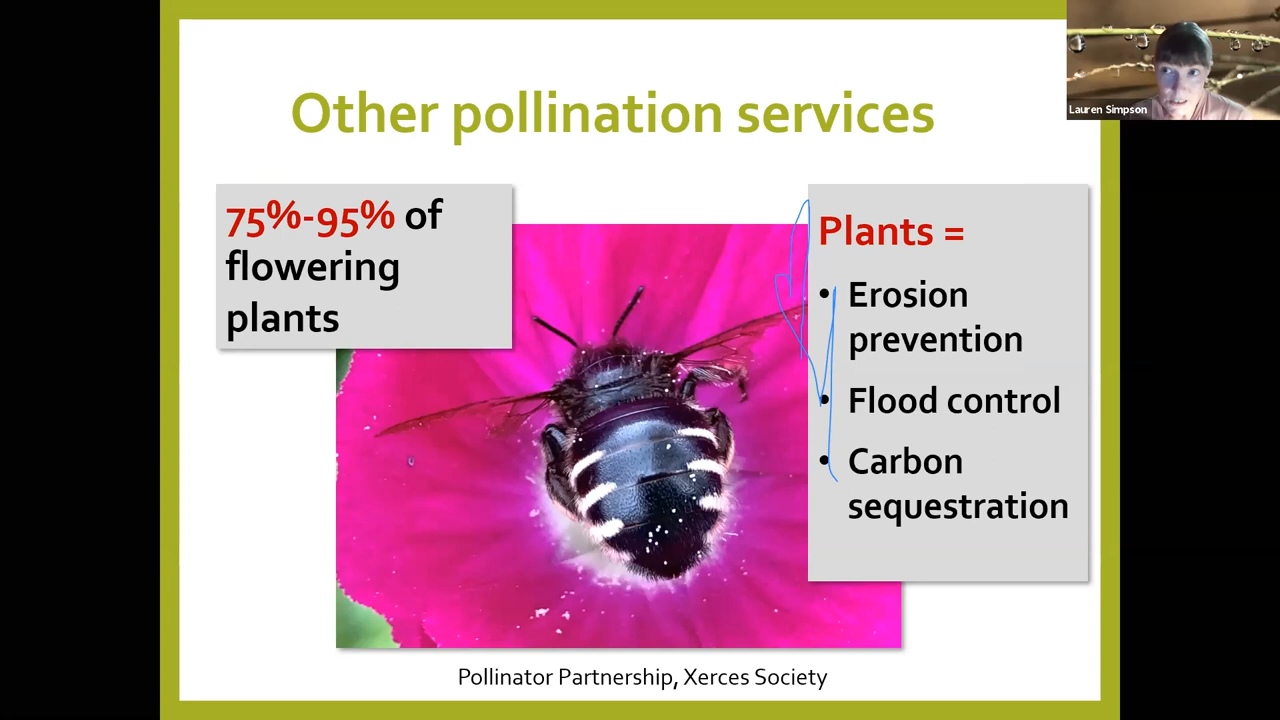 Other pollination services
75%-95% of
flowering
plants
Plants =
• Erosion
prevention
• Flood control
• Carbon
sequestration
Pollinator Partnership, Xerces Society
Lauren Simpson